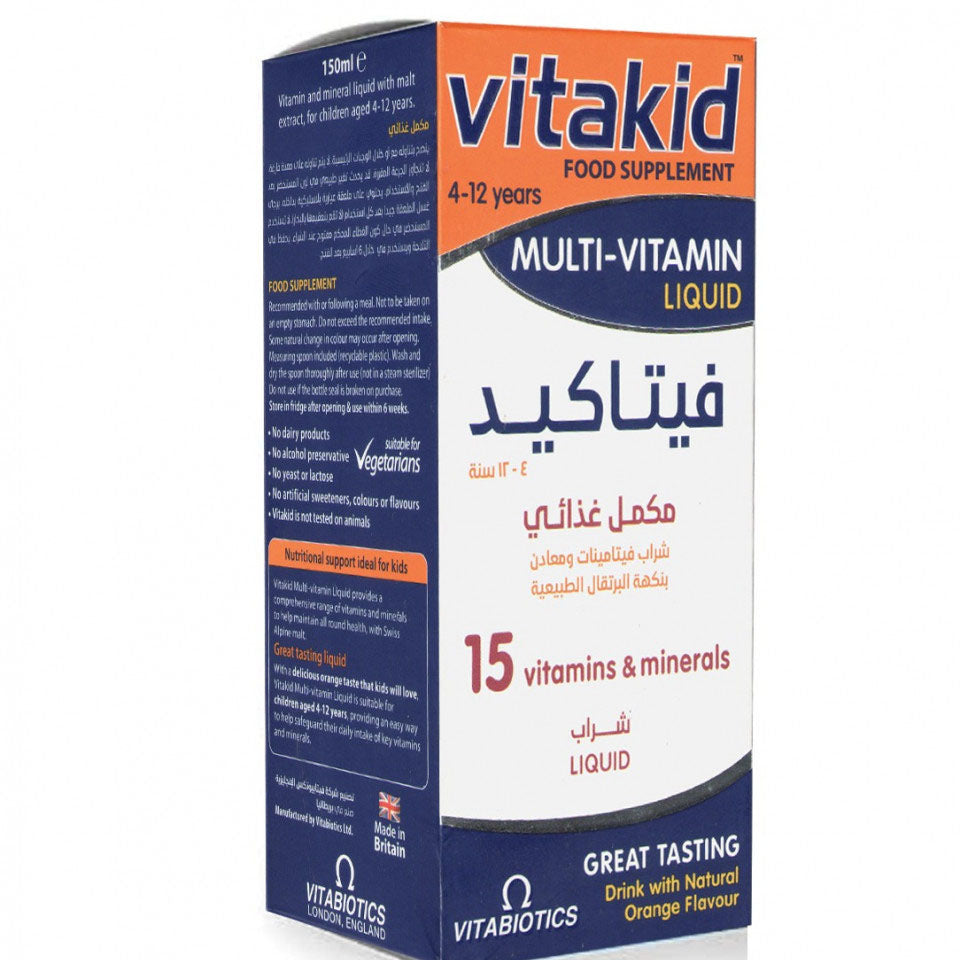 150ml e
Vitamin and mineral liquid with malt
extract, for children aged 4-12 years.
مكمل غذائي
FOOD SUPPLEMENT
Recommended with or following a meal. Not to be taken on
an empty stomach. Do not exceed the recommended intake.
Some natural change in colour may occur after opening.
Measuring spoon included (recyclable plastic). Wash and
dry the spoon thoroughly after use (not in a steam sterilizer)
Do not use if the bottle seal is broken on purchase.
Store in fridge after opening & use within 6 weeks.
• No dairy products
• No alcohol preservative
• No yeast or lactose
• No artificial sweeteners, colours or flavours
• Vitakid is not tested on animals
suitable for
Vegetarians
Nutritional support ideal for kids
Vitakid Multi-vitamin Liquid provides a
comprehensive range of vitamins and minerals
to help maintain all round health, with Swiss
Alpine malt.
Great tasting liquid
With a delicious orange taste that kids will love,
Vitakid Multi-vitamin Liquid is suitable for
children aged 4-12 years, providing an easy way
to help safeguard their daily intake of key vitamins
and minerals.
تصنيع شركة فيتابيوتكس الإنجليزية
صنع في بريطانيا
Manufactured by Vitabiotics Ltd.
Made in
Britain
VITABIOTICS
LONDON, ENGLAND
vitakid™
FOOD SUPPLEMENT
4-12 years
MULTI-VITAMIN
LIQUID
فيتاكيد
٤ - ١٢ سنة
مكمل غذائي
شراب فيتامينات ومعادن
بنكهة البرتقال الطبيعية
15 vitamins & minerals
شراب
LIQUID
GREAT TASTING
Drink with Natural
Orange Flavour
VITABIOTICS